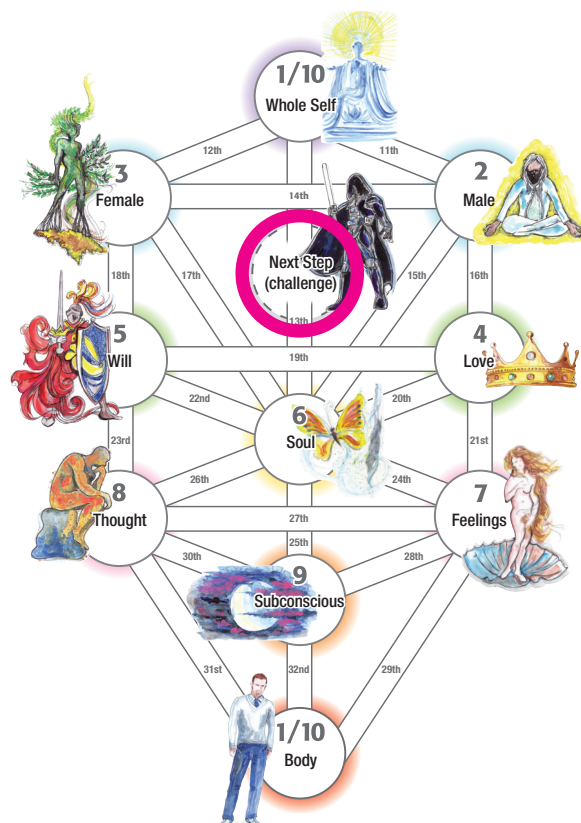 1/10
Whole Self
12th
11th
3
Female
2
Male
14th
Next Step
(challenge)
18th
17th
15th
16th
13th
5
Will
19th
4
Love
22nd
20th
6
Soul
23rd
21st
8
Thought
26th
24th
7
Feelings
27th
25th
30th
28th
9
Subconscious
31st
32nd
29th
1/10
Body